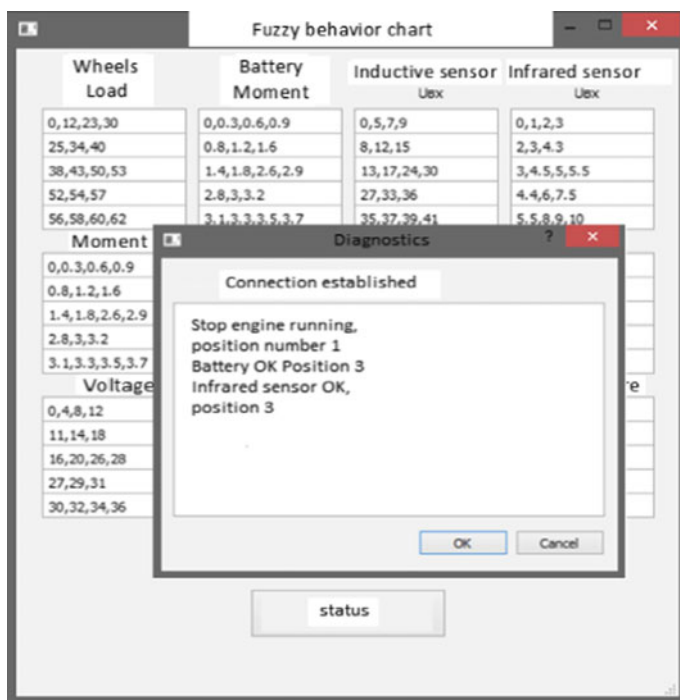 Fuzzy behavior chart
Wheels
Load
Battery
Moment
Inductive sensor
Uвх
Infrared sensor
Uвх
0,12,23,30
0,0.3,0.6,0.9
0,5,7,9
0,1,2,3
25,34,40
0.8,1.2,1.6
8,12,15
2,3,4.3
38,43,50,53
1.4,1.8,2.6,2.9
13,17,24,30
3,4.5,5,5.5
52,54,57
2.8,3,3.2
27,33,36
4.4,6,7.5
56,58,60,62
3.1,3.3,3.5,3.7
35,37,39,41
5.5,8,9,10
Moment
0,0.3,0.6,0.9
0.8,1.2,1.6
1.4,1.8,2.6,2.9
2.8,3,3.2
3.1,3.3,3.5,3.7
Voltage
re
0,4,8,12
11,14,18
16,20,26,28
27,29,31
30,32,34,36
Diagnostics
?
Connection established
Stop engine running,
position number 1
Battery OK Position 3
Infrared sensor OK,
position 3
OK
Cancel
status